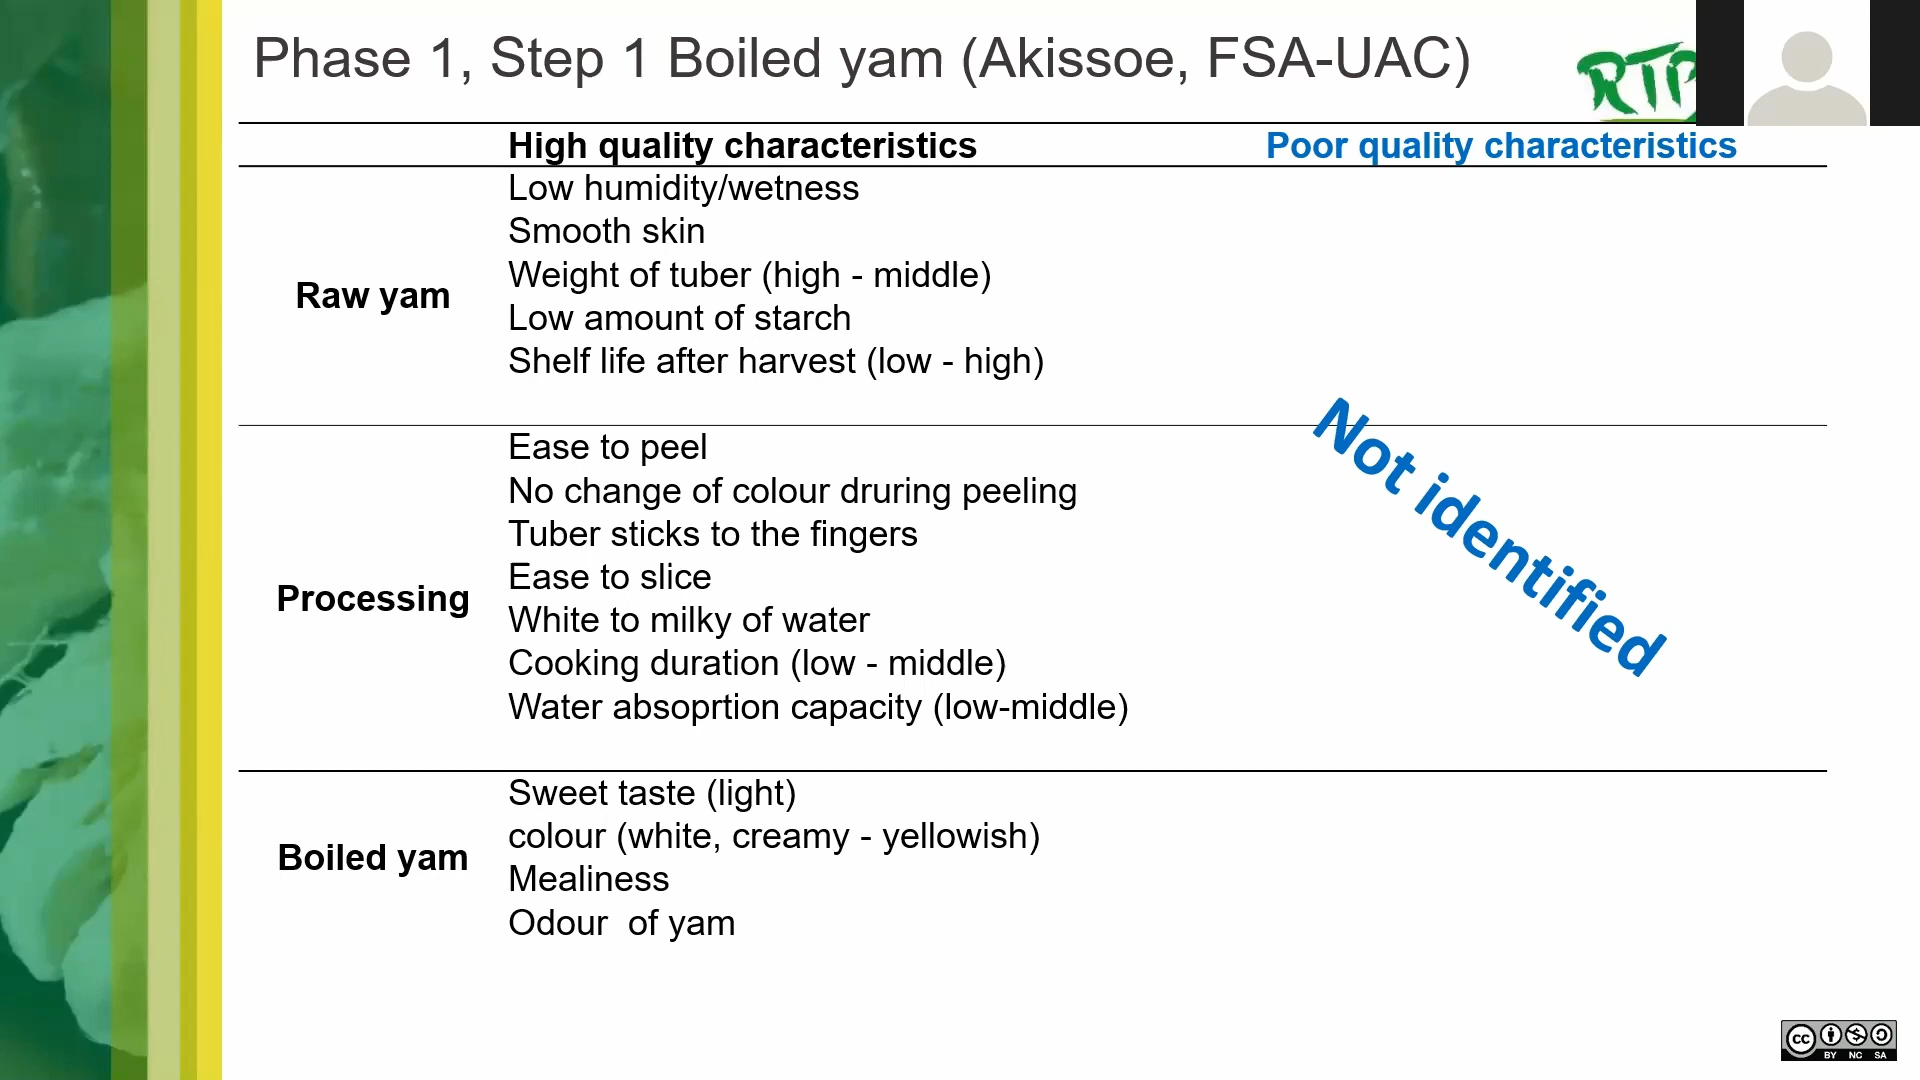 Phase 1, Step 1 Boiled yam (Akissoe, FSA-UAC)
RTB
High quality characteristics
Poor quality characteristics
Raw yam
Low humidity/wetness
Smooth skin
Weight of tuber (high - middle)
Low amount of starch
Shelf life after harvest (low - high)
Not identified
Processing
Ease to peel
No change of colour druring peeling
Tuber sticks to the fingers
Ease to slice
White to milky of water
Cooking duration (low - middle)
Water absoprtion capacity (low-middle)
Boiled yam
Sweet taste (light)
colour (white, creamy - yellowish)
Mealiness
Odour  of yam
CC BY NC SA